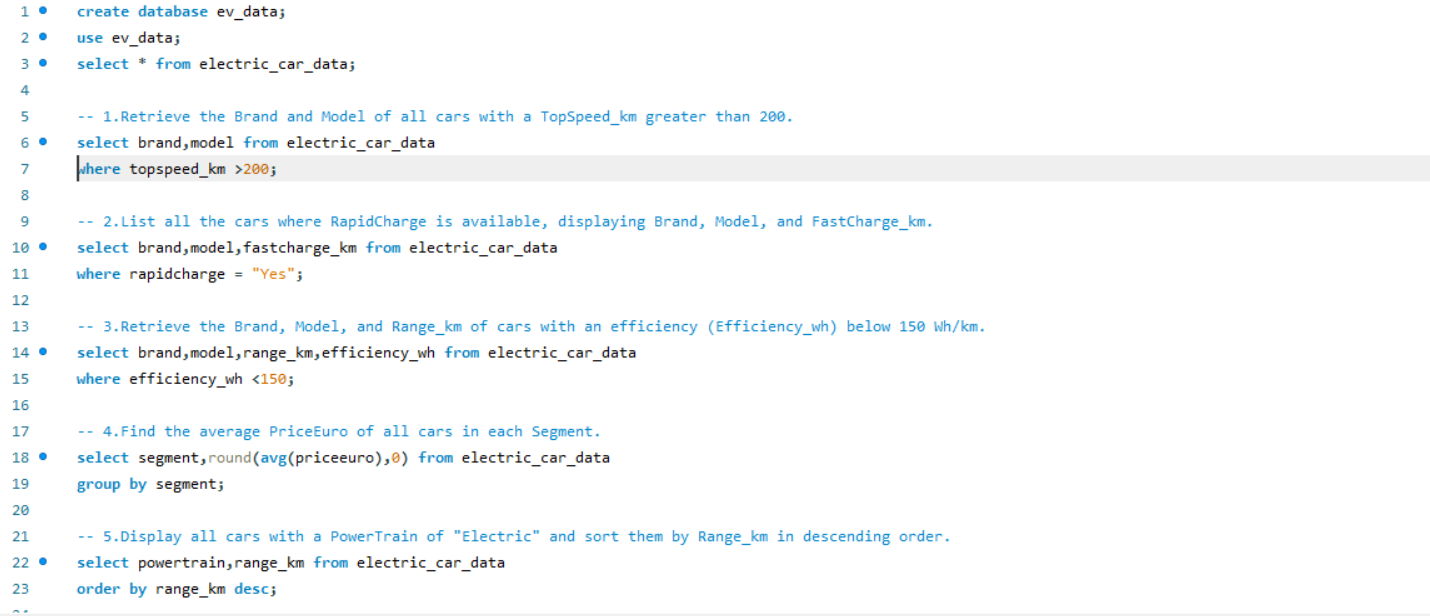 1 create database ev_data;
2 use ev_data;
3 select * from electric_car_data;
4
5 -- 1.Retrieve the Brand and Model of all cars with a TopSpeed_km greater than 200.
6 select brand,model from electric_car_data
7 where topspeed_km >200;
8
9 -- 2.List all the cars where RapidCharge is available, displaying Brand, Model, and FastCharge_km.
10 select brand,model,fastcharge_km from electric_car_data
11 where rapidcharge = "Yes";
12
13 -- 3.Retrieve the Brand, Model, and Range_km of cars with an efficiency (Efficiency_wh) below 150 Wh/km.
14 select brand,model,range_km,efficiency_wh from electric_car_data
15 where efficiency_wh <150;
16
17 -- 4.Find the average PriceEuro of all cars in each Segment.
18 select segment,round(avg(priceeuro),0) from electric_car_data
19 group by segment;
20
21 -- 5.Display all cars with a PowerTrain of "Electric" and sort them by Range_km in descending order.
22 select powertrain,range_km from electric_car_data
23 order by range_km desc;